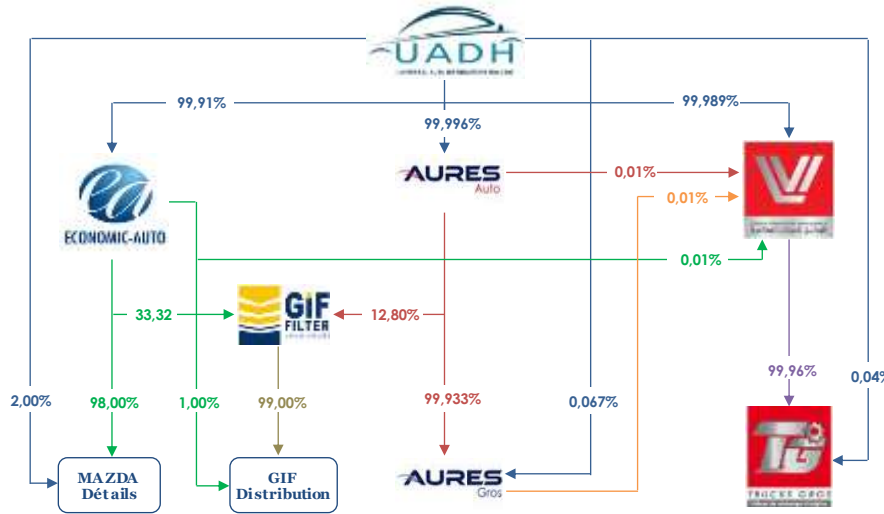 UADH
99,91%
99,996%
99,989%
AURES
Auto
0,01%
0,01%
ECONOMIC-AUTO
0,01%
33,32
GIF
FILTER
12,80%
2,00%
98,00%
1,00%
99,00%
99,933%
0,067%
99,96%
0,04%
MAZDA
Détails
GIF
Distribution
AURES
Gros
TG
TRUCKS GROS